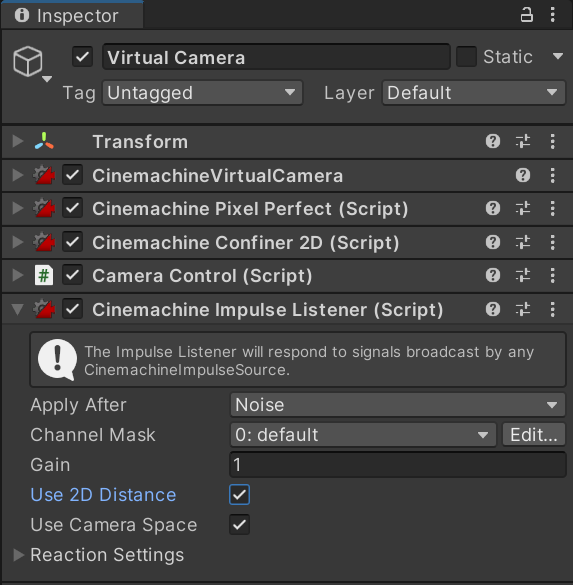 Inspector
Virtual Camera Static
Tag Untagged Layer Default
Transform
CinemachineVirtualCamera
Cinemachine Pixel Perfect (Script)
Cinemachine Confiner 2D (Script)
# Camera Control (Script)
Cinemachine Impulse Listener (Script)
The Impulse Listener will respond to signals broadcast by any
CinemachineImpulseSource.
Apply After Noise
Channel Mask 0: default Edit...
Gain 1
Use 2D Distance
Use Camera Space
Reaction Settings